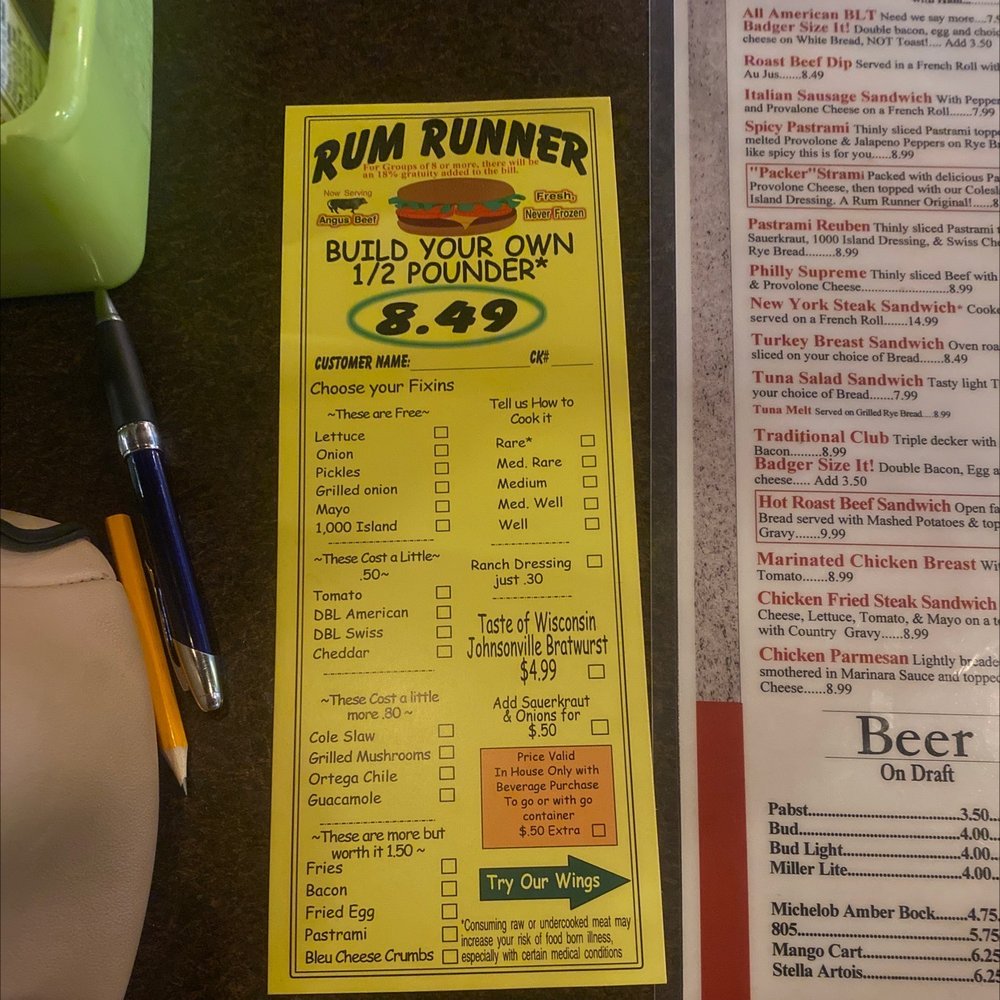 RUM RUNNER
For Groups of 8 or more, there will be
an 18% gratuity added to the bill.
Now Serving
Angus Beef
Fresh,
Never Frozen
BUILD YOUR OWN
1/2 POUNDER*
8.49
CUSTOMER NAME: CK#
Choose your Fixins
~These are Free~
Lettuce
Onion
Pickles
Grilled onion
Mayo
1,000 Island
~These Cost a Little~
.50~
Tomato
DBL American
DBL Swiss
Cheddar
~These Cost a little
more .80 ~
Cole Slaw
Grilled Mushrooms
Ortega Chile
Guacamole
~These are more but
worth it 1.50 ~
Fries
Bacon
Fried Egg
Pastrami
Bleu Cheese Crumbs
Tell us How to
Cook it
Rare*
Med. Rare
Medium
Med. Well
Well
Ranch Dressing
just .30
Taste of Wisconsin
Johnsonville Bratwurst
$4.99
Add Sauerkraut
& Onions for
$.50
Price Valid
In House Only with
Beverage Purchase
To go or with go
container
$.50 Extra
Try Our Wings
*Consuming raw or undercooked meat may
increase your risk of food born illness,
especially with certain medical conditions
All American BLT Need we say more....7.
Badger Size It! Double bacon, egg and
cheese on White Bread, NOT Toast!.... Add 3.50
Roast Beef Dip Served in a French Roll
Au Jus.......8.49
Italian Sausage Sandwich With
and Provolone Cheese on a French Roll.......7.99
Spicy Pastrami Thinly sliced Pastrami
melted Provolone & Jalapeno Peppers on Rye
like spicy this is for you.....8.99
"Packer"Strami Packed with delicious
Provolone Cheese, then topped with our
Island Dressing. A Rum Runner Original!......8
Pastrami Reuben Thinly sliced Pastrami
Sauerkraut, 1000 Island Dressing, & Swiss
Rye Bread.........8.99
Philly Supreme Thinly sliced Beef with
& Provolone Cheese......................8.99
New York Steak Sandwich*
served on a French Roll.......14.99
Turkey Breast Sandwich Oven
sliced on your choice of Bread.......8.49
Tuna Salad Sandwich Tasty light
your choice of Bread.......7.99
Tuna Melt Served on Grilled Rye Bread....8.99
Traditional Club Triple decker with
Bacon.........8.99
Badger Size It! Double Bacon, Egg
cheese..... Add 3.50
Hot Roast Beef Sandwich Open
Bread served with Mashed Potatoes &
Gravy.......9.99
Marinated Chicken Breast
Tomato.......8.99
Chicken Fried Steak Sandwich
Cheese, Lettuce, Tomato, & Mayo on a
with Country Gravy.....8.99
Chicken Parmesan Lightly
smothered in Marinara Sauce and topped
Cheese......8.99
Beer
On Draft
Pabst....................3.50
Bud......................4.00
Bud Light................4.00
Miller Lite..............4.00
Michelob Amber Bock......4.75
805......................5.75
Mango Cart...............6.25
Stella Artois............6.25